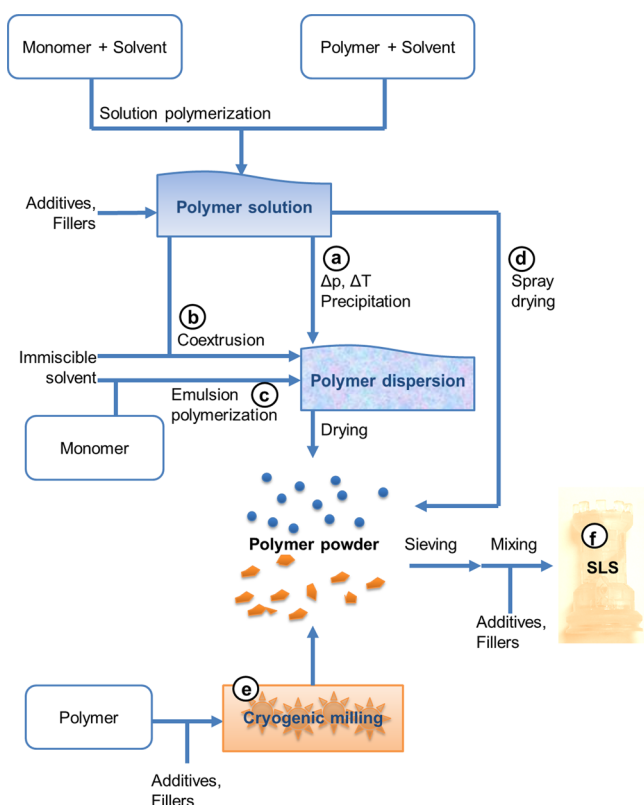 Monomer + Solvent
Polymer + Solvent
Solution polymerization
Additives,
Fillers
Polymer solution
a
Δp, ΔT
Precipitation
d
Spray
drying
b
Coextrusion
Immiscible
solvent
Polymer dispersion
Emulsion
polymerization
c
Monomer
Drying
Polymer powder
Sieving
Mixing
f
SLS
Additives,
Fillers
e
Polymer
Cryogenic milling
Additives,
Fillers